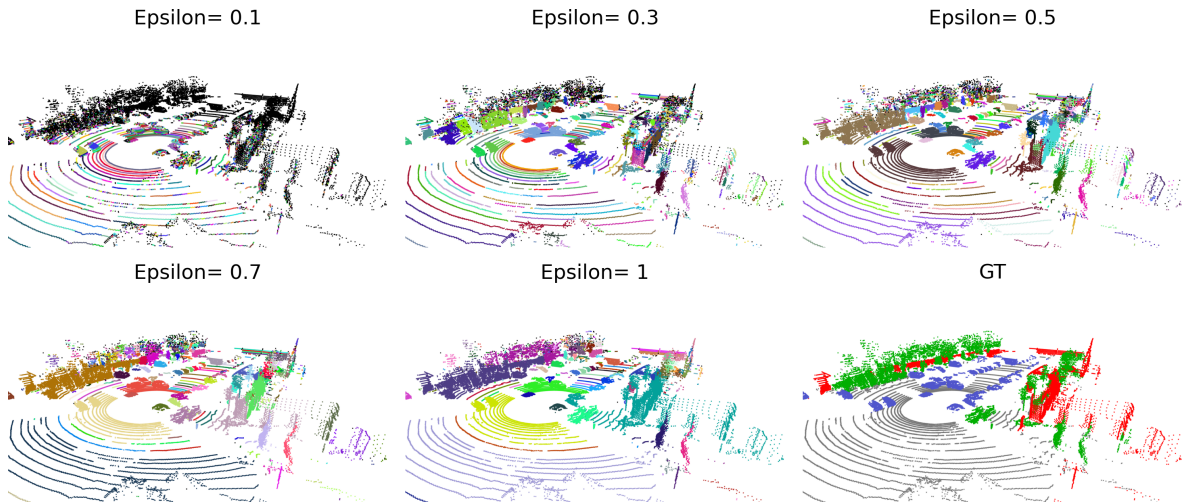 Epsilon= 0.1
Epsilon= 0.3
Epsilon= 0.5
Epsilon= 0.7
Epsilon= 1
GT